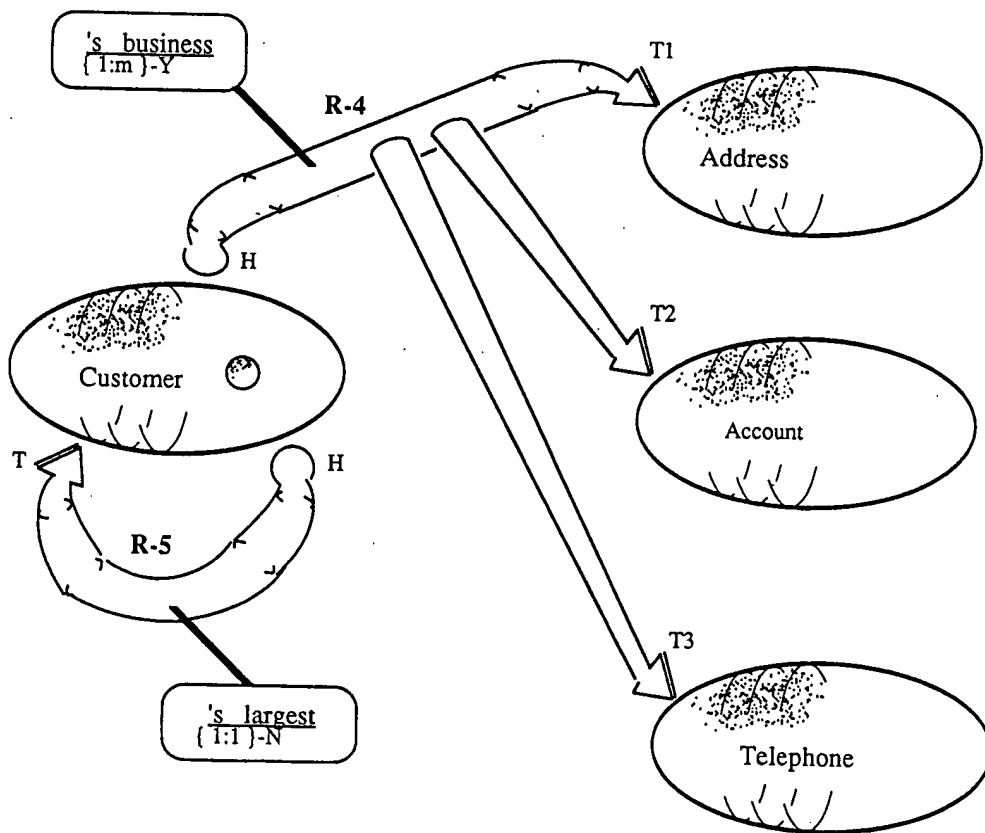 's business
{ 1:m }-Y
T1
R-4
Address
H
T2
Customer
Account
T
H
R-5
T3
's largest
{ 1:1 }-N
Telephone